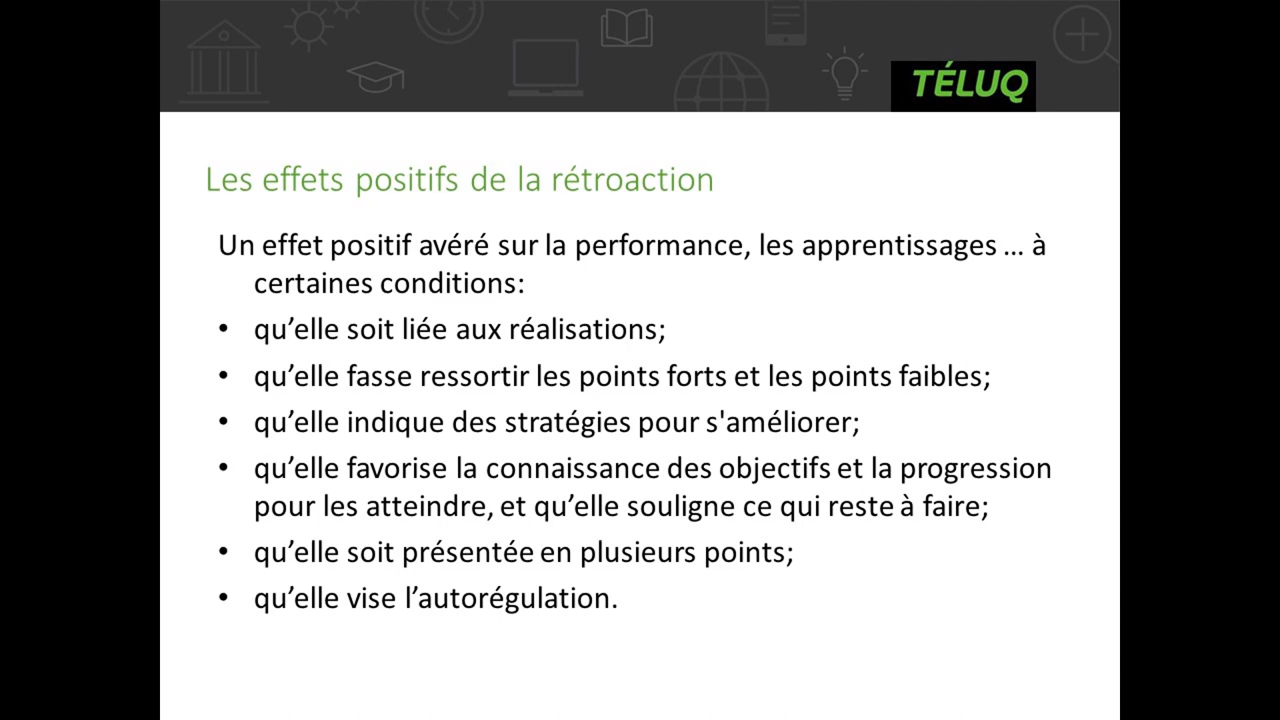 TÉLUQ
Les effets positifs de la rétroaction
Un effet positif avéré sur la performance, les apprentissages ... à
certaines conditions:
• qu’elle soit liée aux réalisations;
• qu’elle fasse ressortir les points forts et les points faibles;
• qu’elle indique des stratégies pour s'améliorer;
• qu’elle favorise la connaissance des objectifs et la progression
pour les atteindre, et qu’elle souligne ce qui reste à faire;
• qu’elle soit présentée en plusieurs points;
• qu’elle vise l’autorégulation.